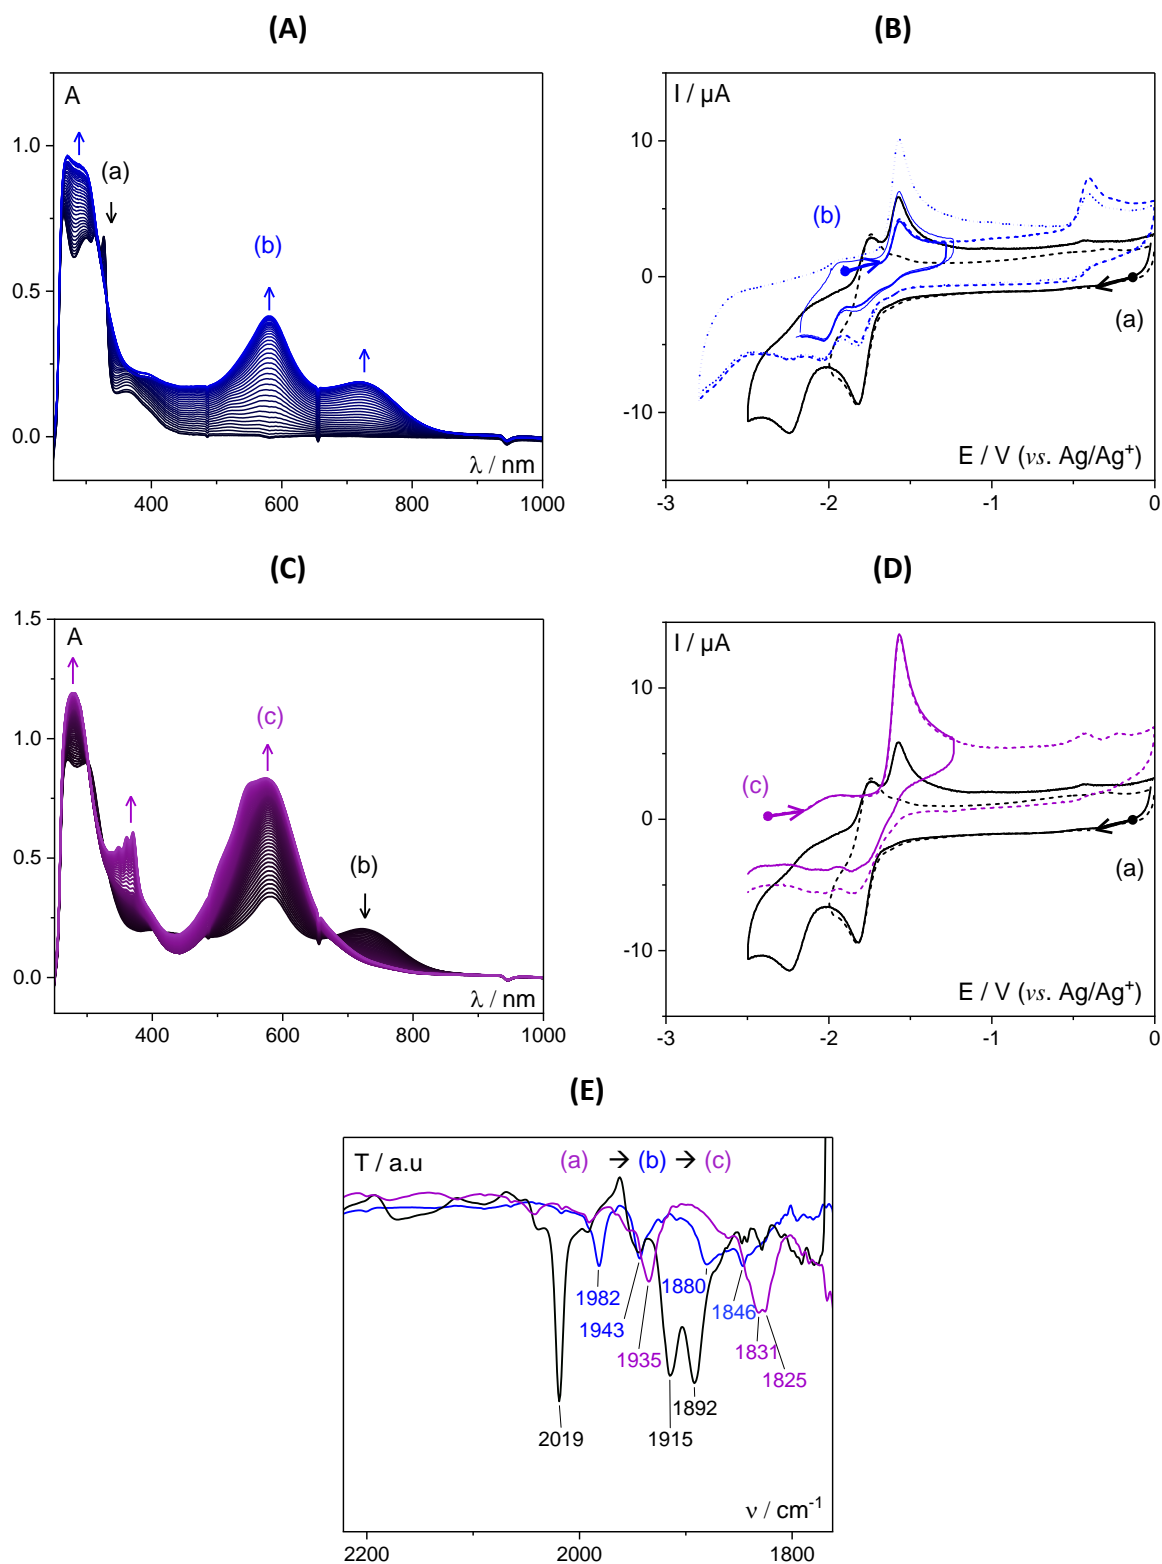 (A)
A
(a)
(b)
1.0
0.5
0.0
λ / nm
400
600
800
1000
(B)
I / µA
(b)
(a)
10
0
-10
E / V (vs. Ag/Ag⁺)
-3
-2
-1
0
(C)
A
(c)
(b)
1.5
1.0
0.5
0.0
λ / nm
400
600
800
1000
(D)
I / µA
(c)
(a)
10
0
-10
E / V (vs. Ag/Ag⁺)
-3
-2
-1
0
(E)
T / a.u
(a) → (b) → (c)
1982
1943
1935
1880
1846
1831
1825
1892
1915
2019
ν / cm⁻¹
2200
2000
1800